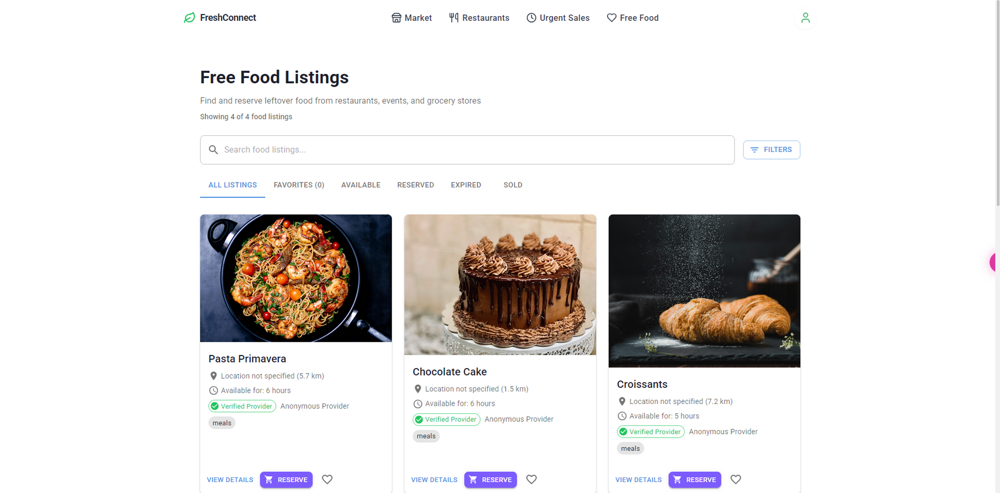 FreshConnect
Market
Restaurants
Urgent Sales
Free Food
Free Food Listings
Find and reserve leftover food from restaurants, events, and grocery stores
Showing 4 of 4 food listings
Search food listings...
FILTERS
ALL LISTINGS
FAVORITES (0)
AVAILABLE
RESERVED
EXPIRED
SOLD
Pasta Primavera
Location not specified (5.7 km)
Available for: 6 hours
Verified Provider Anonymous Provider
meals
VIEW DETAILS
RESERVE
Chocolate Cake
Location not specified (1.5 km)
Available for: 6 hours
Verified Provider Anonymous Provider
meals
VIEW DETAILS
RESERVE
Croissants
Location not specified (7.2 km)
Available for: 5 hours
Verified Provider Anonymous Provider
meals
VIEW DETAILS
RESERVE